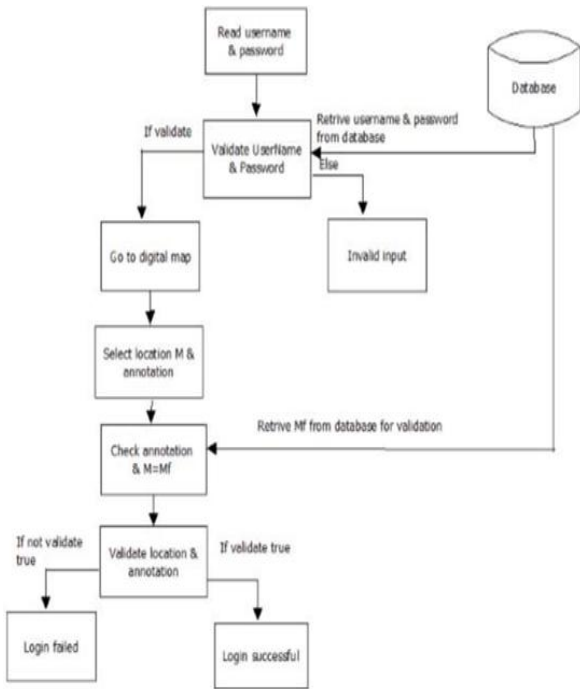 Read username
& password
Database
Retrive username & password
from database
If validate
Validate UserName
& Password
Else
Go to digital map
Invalid input
Select location M &
annotation
Retrive Mf from database for validation
Check annotation
& M=Mf
If not validate
true
Validate location &
annotation
If validate true
Login failed
Login successful